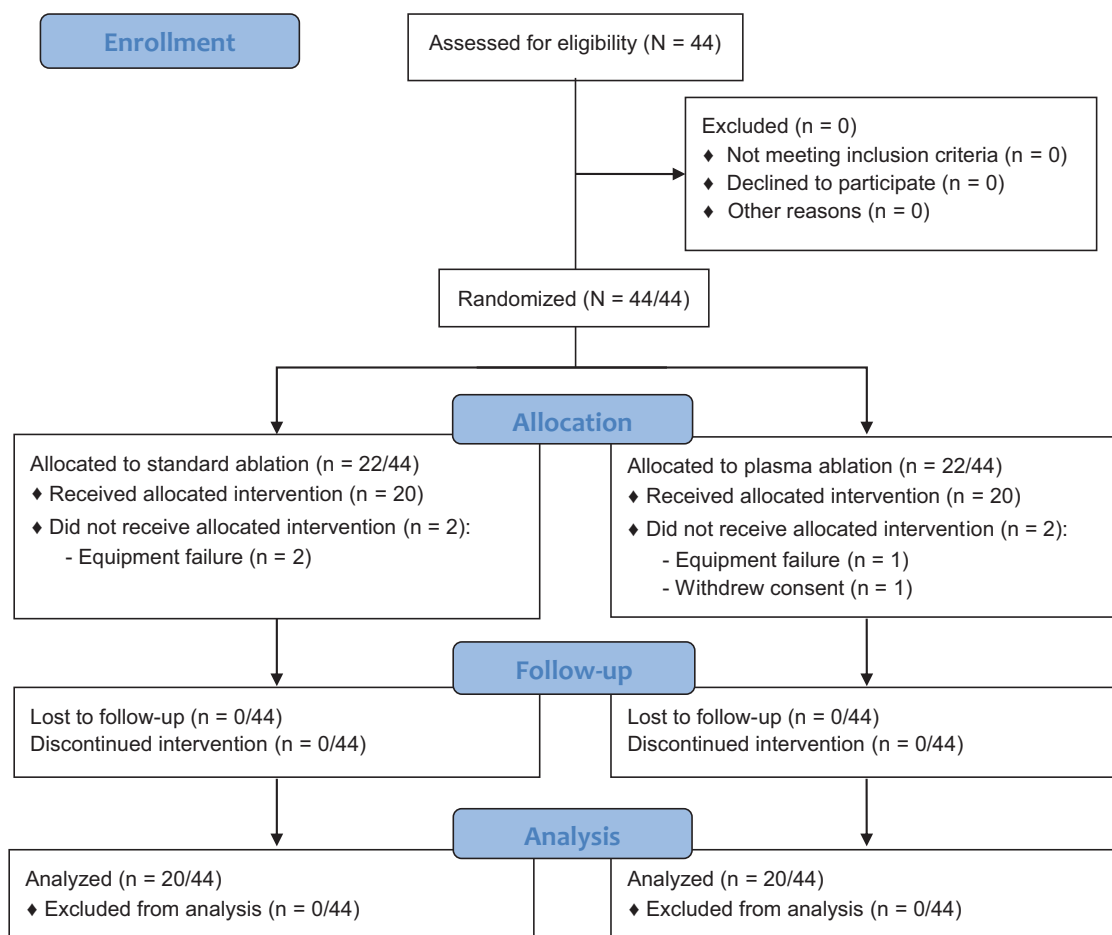 Enrollment
Assessed for eligibility (N = 44)
Excluded (n = 0)
♦ Not meeting inclusion criteria (n = 0)
♦ Declined to participate (n = 0)
♦ Other reasons (n = 0)
Randomized (N = 44/44)
Allocation
Allocated to standard ablation (n = 22/44)
♦ Received allocated intervention (n = 20)
♦ Did not receive allocated intervention (n = 2):
- Equipment failure (n = 2)
Allocated to plasma ablation (n = 22/44)
♦ Received allocated intervention (n = 20)
♦ Did not receive allocated intervention (n = 2):
- Equipment failure (n = 1)
- Withdrew consent (n = 1)
Follow-up
Lost to follow-up (n = 0/44)
Discontinued intervention (n = 0/44)
Lost to follow-up (n = 0/44)
Discontinued intervention (n = 0/44)
Analysis
Analyzed (n = 20/44)
♦ Excluded from analysis (n = 0/44)
Analyzed (n = 20/44)
♦ Excluded from analysis (n = 0/44)